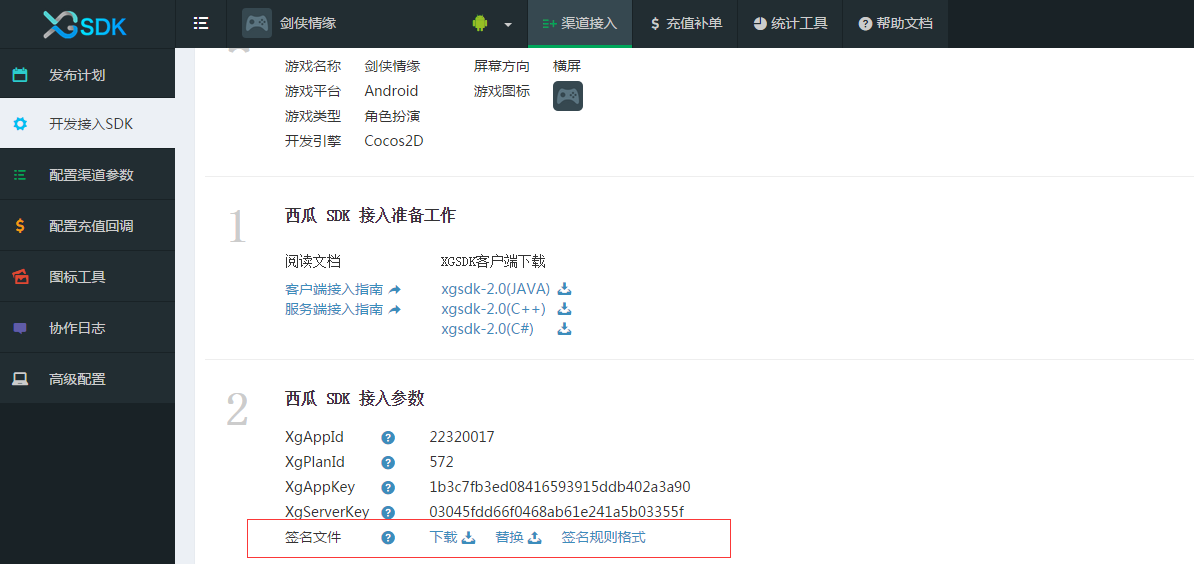 XGSDK
剑侠情缘
渠道接入
充值补单
统计工具
帮助文档
发布计划
开发接入SDK
配置渠道参数
配置充值回调
图标工具
协作日志
高级配置
游戏名称 剑侠情缘 屏幕方向 横屏
游戏平台 Android 游戏图标
游戏类型 角色扮演
开发引擎 Cocos2D
1 西瓜 SDK 接入准备工作
阅读文档 XGSDK客户端下载
客户端接入指南 xgsdk-2.0(JAVA)
服务端接入指南 xgsdk-2.0(C++)
xgsdk-2.0(C#)
2 西瓜 SDK 接入参数
XgAppId 22320017
XgPlanId 572
XgAppKey 1b3c7fb3ed08416593915ddb402a3a90
XgServerKey 03045fdd66f0468ab61e241a5b03355f
签名文件 下载 替换 签名规则格式